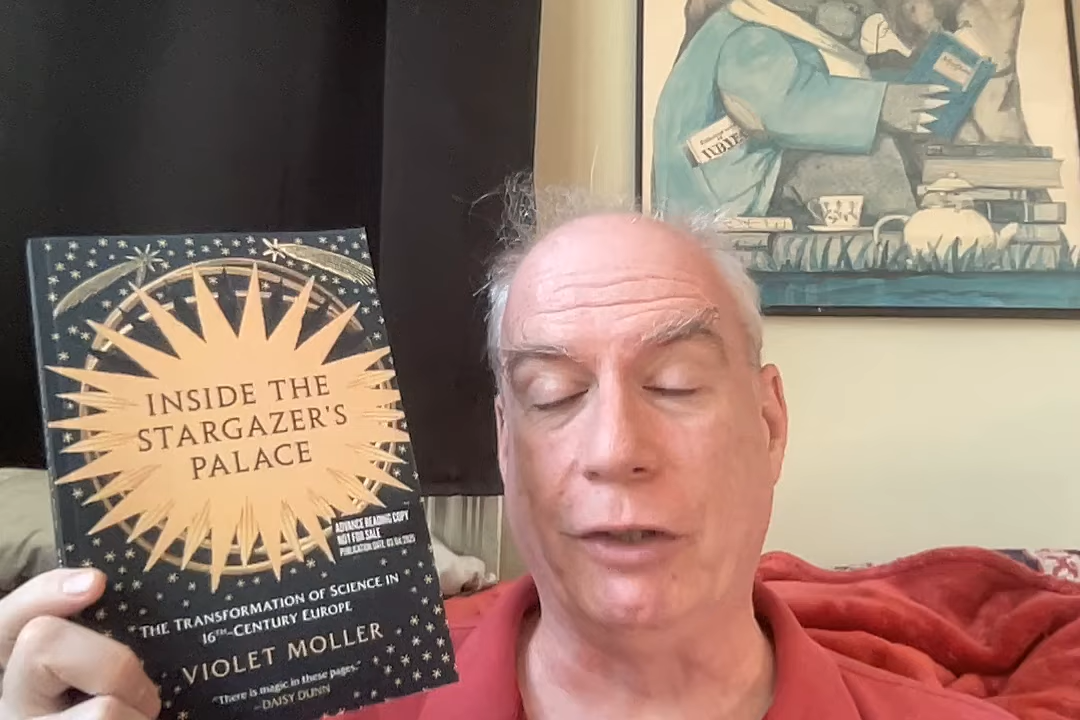 INSIDE THE
STARGAZER'S
PALACE
ADVANCE READING COPY
NOT FOR SALE
PUBLICATION DATE: 03/04/2025
THE TRANSFORMATION OF SCIENCE IN
16TH-CENTURY EUROPE
VIOLET MOLLER
"There is magic in these pages."
—DAISY DUNN